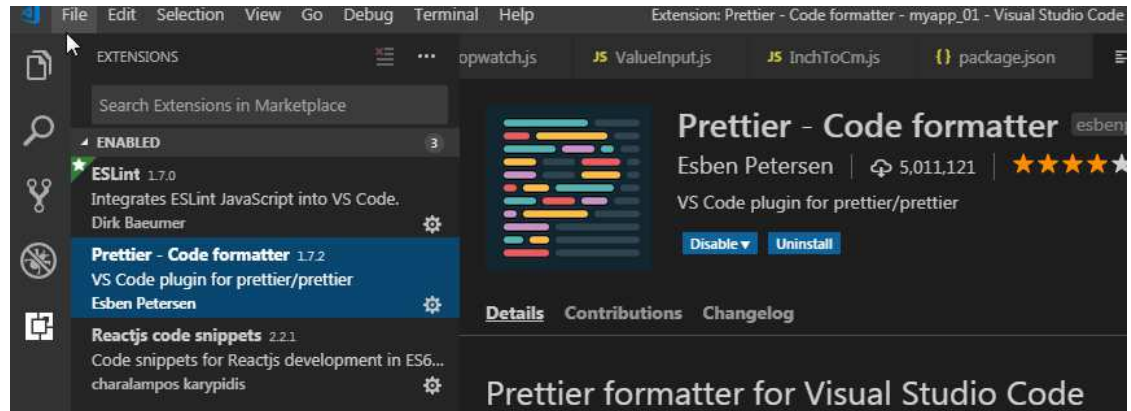 File Edit Selection View Go Debug Terminal Help Extension: Prettier - Code formatter - myapp_01 - Visual Studio Code
EXTENSIONS
opwatch.js JS ValueInput.js JS InchToCm.js {} package.json
Search Extensions in Marketplace
ENABLED 3
ESLint 1.7.0
Integrates ESLint JavaScript into VS Code.
Dirk Baeumer
Prettier - Code formatter 1.7.2
VS Code plugin for prettier/prettier
Esben Petersen
Reactjs code snippets 2.2.1
Code snippets for Reactjs development in ES6...
charalampos karypidis
Prettier - Code formatter esbenp
Esben Petersen 5,011,121
VS Code plugin for prettier/prettier
Disable Uninstall
Details Contributions Changelog
Prettier formatter for Visual Studio Code